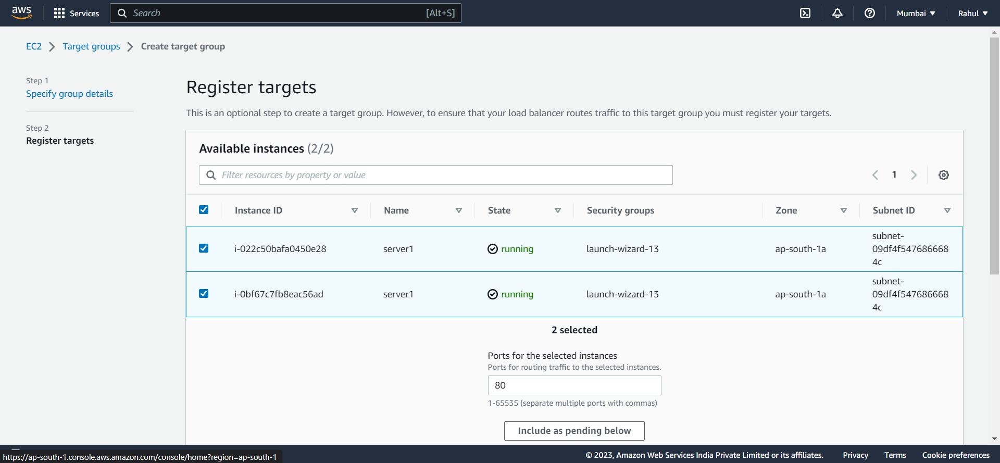 aws
Services
Search
[Alt+S]
Mumbai
Rahul
EC2
Target groups
Create target group
Step 1
Specify group details
Step 2
Register targets
Register targets
This is an optional step to create a target group. However, to ensure that your load balancer routes traffic to this target group you must register your targets.
Available instances (2/2)
Filter resources by property or value
1
Instance ID
Name
State
Security groups
Zone
Subnet ID
i-022c50bafa0450e28
server1
running
launch-wizard-13
ap-south-1a
subnet-
09df4f547686668
4c
i-0bf67c7fb8eac56ad
server1
running
launch-wizard-13
ap-south-1a
subnet-
09df4f547686668
4c
2 selected
Ports for the selected instances
Ports for routing traffic to the selected instances.
80
1-65535 (separate multiple ports with commas)
Include as pending below
https://ap-south-1.console.aws.amazon.com/console/home?region=ap-south-1
© 2023, Amazon Web Services India Private Limited or its affiliates.
Privacy
Terms
Cookie preferences